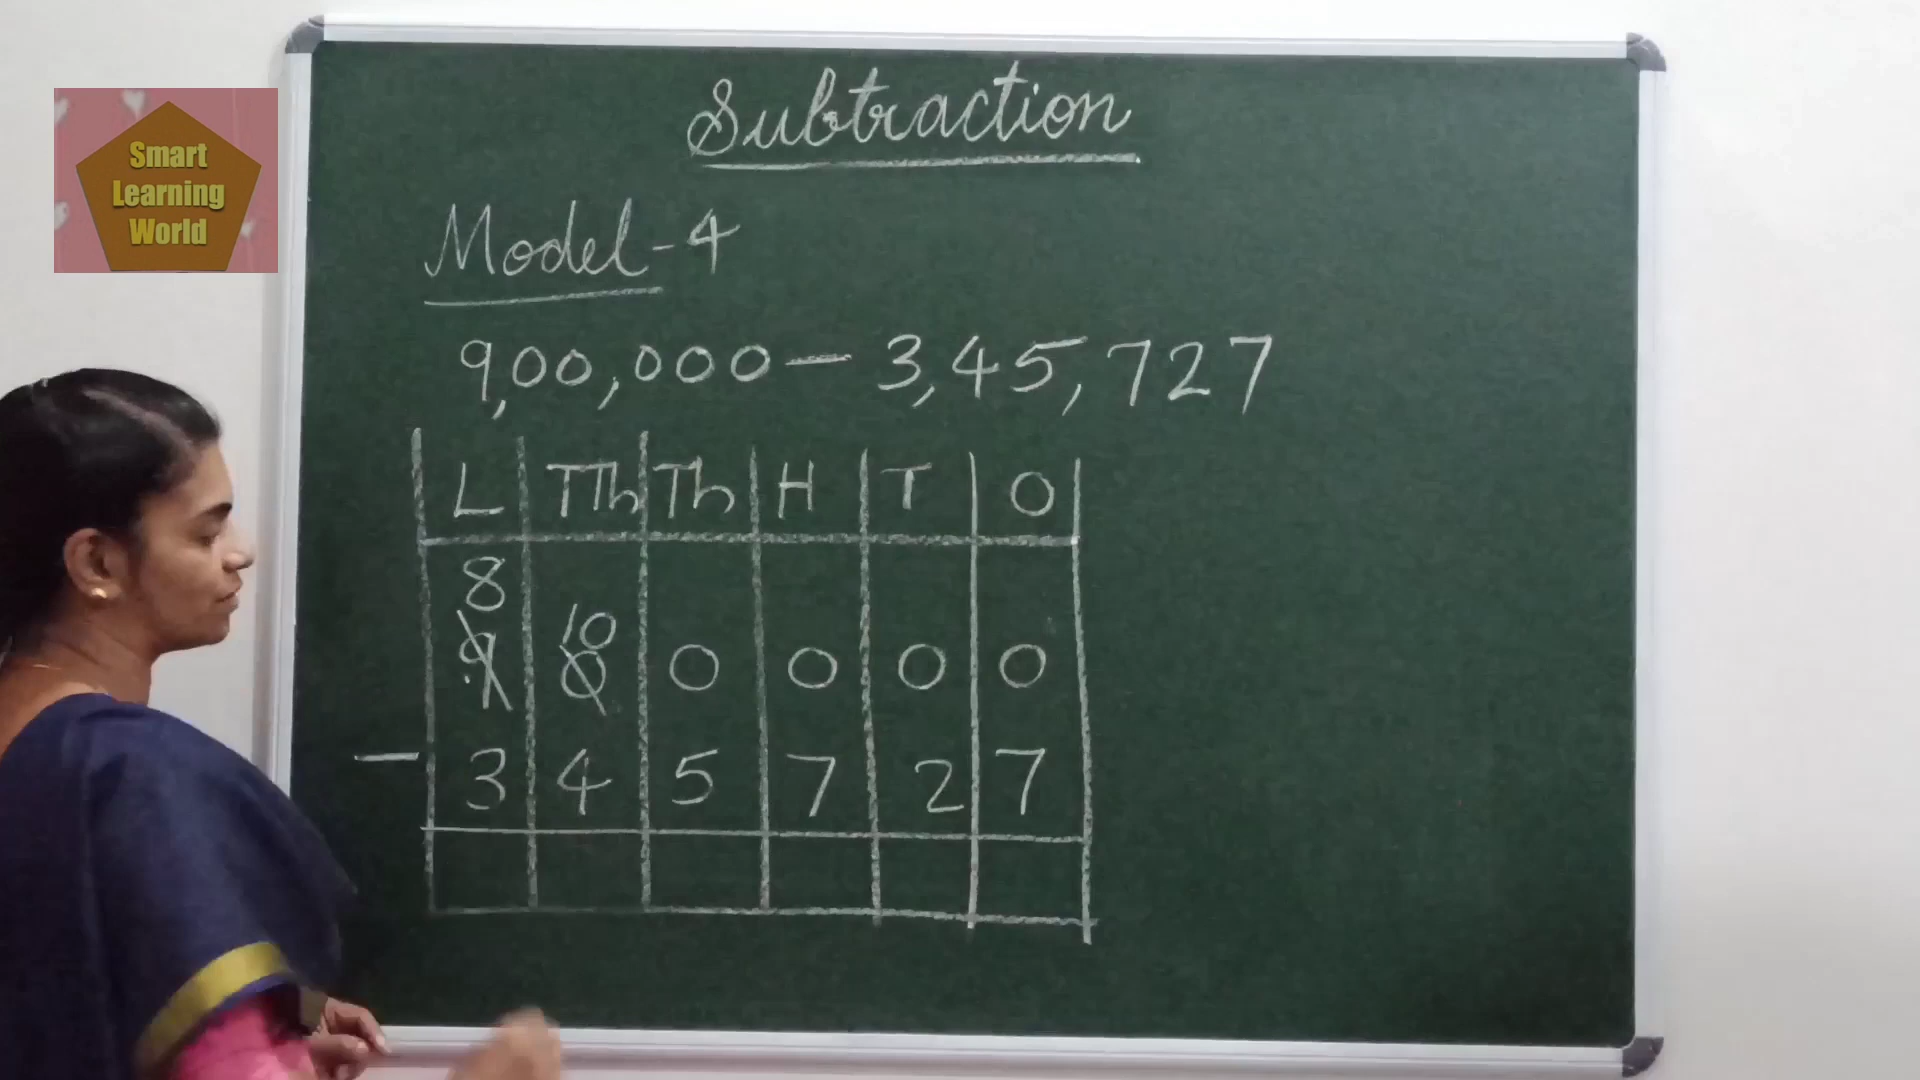 Smart
Learning
World
Subtraction
Model-4
9,00,000 - 3,45,727
L TTh Th H T O
8
10
9 0 0 0 0 0
- 3 4 5 7 2 7